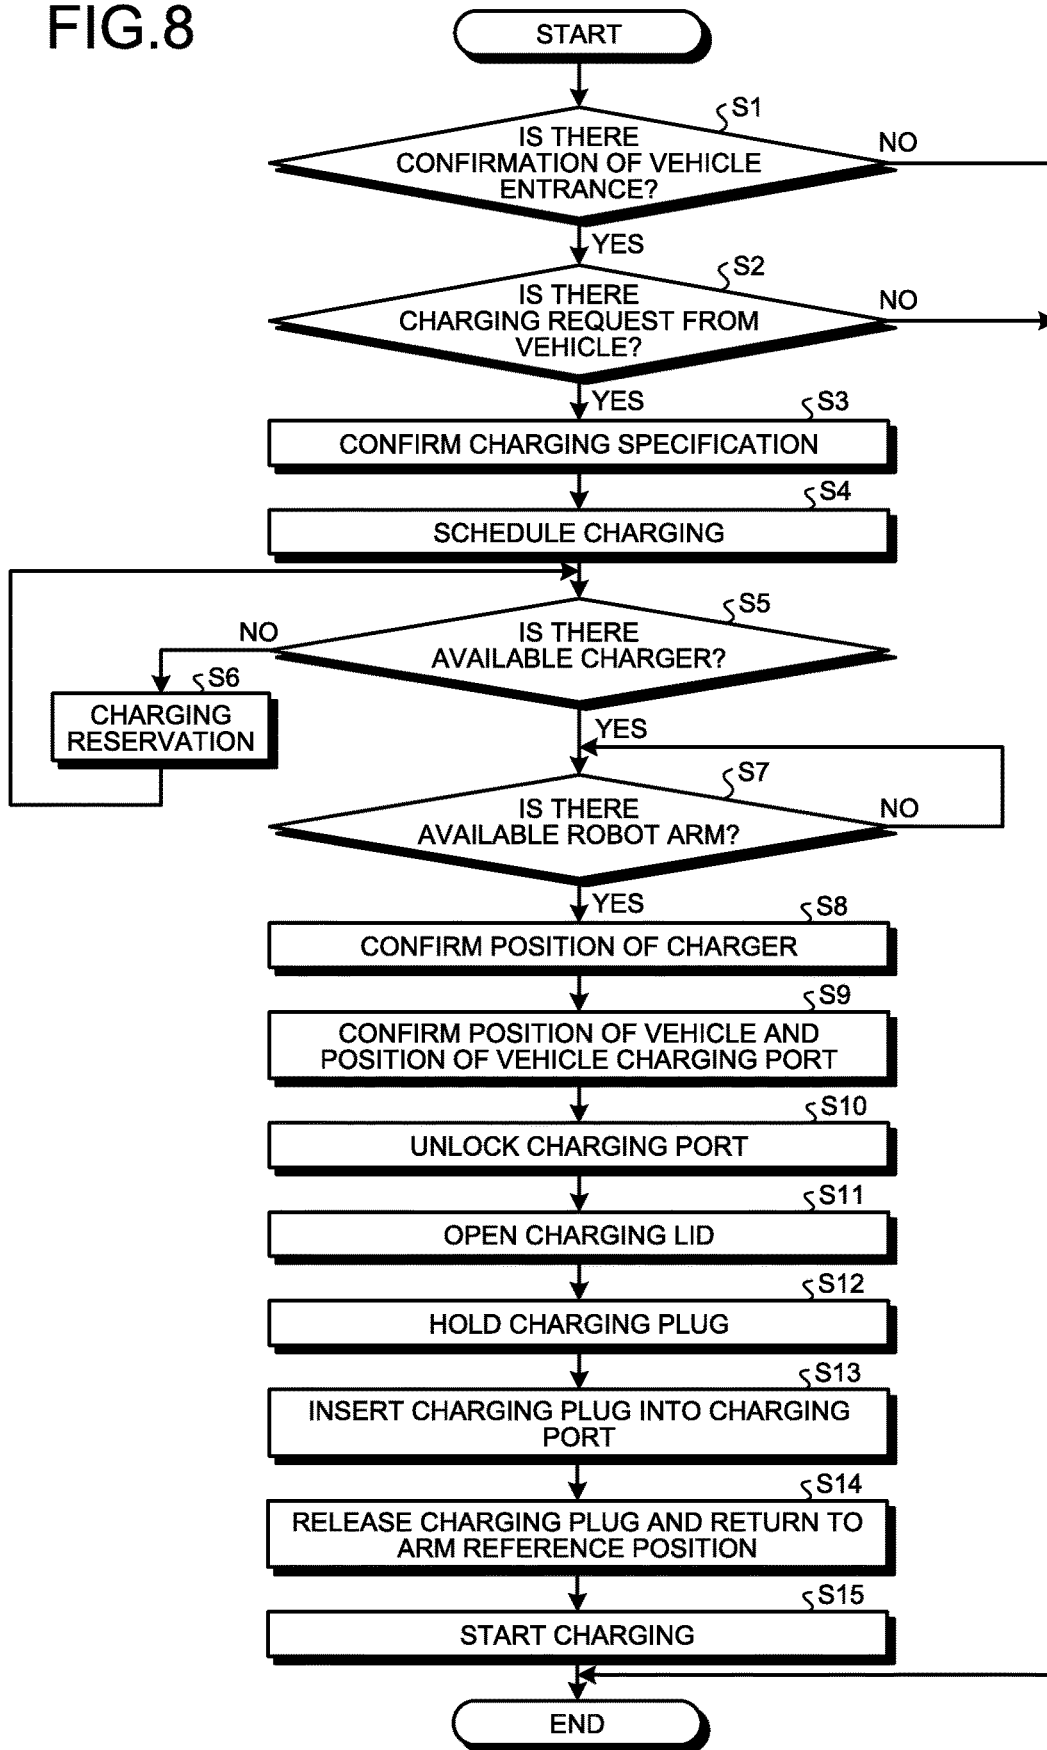 FIG.8
START
S1
IS THERE
CONFIRMATION OF VEHICLE
ENTRANCE?
NO
YES
S2
IS THERE
CHARGING REQUEST FROM
VEHICLE?
NO
YES
S3
CONFIRM CHARGING SPECIFICATION
S4
SCHEDULE CHARGING
S5
IS THERE
AVAILABLE CHARGER?
NO
S6
CHARGING
RESERVATION
YES
S7
IS THERE
AVAILABLE ROBOT ARM?
NO
YES
S8
CONFIRM POSITION OF CHARGER
S9
CONFIRM POSITION OF VEHICLE AND
POSITION OF VEHICLE CHARGING PORT
S10
UNLOCK CHARGING PORT
S11
OPEN CHARGING LID
S12
HOLD CHARGING PLUG
S13
INSERT CHARGING PLUG INTO CHARGING
PORT
S14
RELEASE CHARGING PLUG AND RETURN TO
ARM REFERENCE POSITION
S15
START CHARGING
END